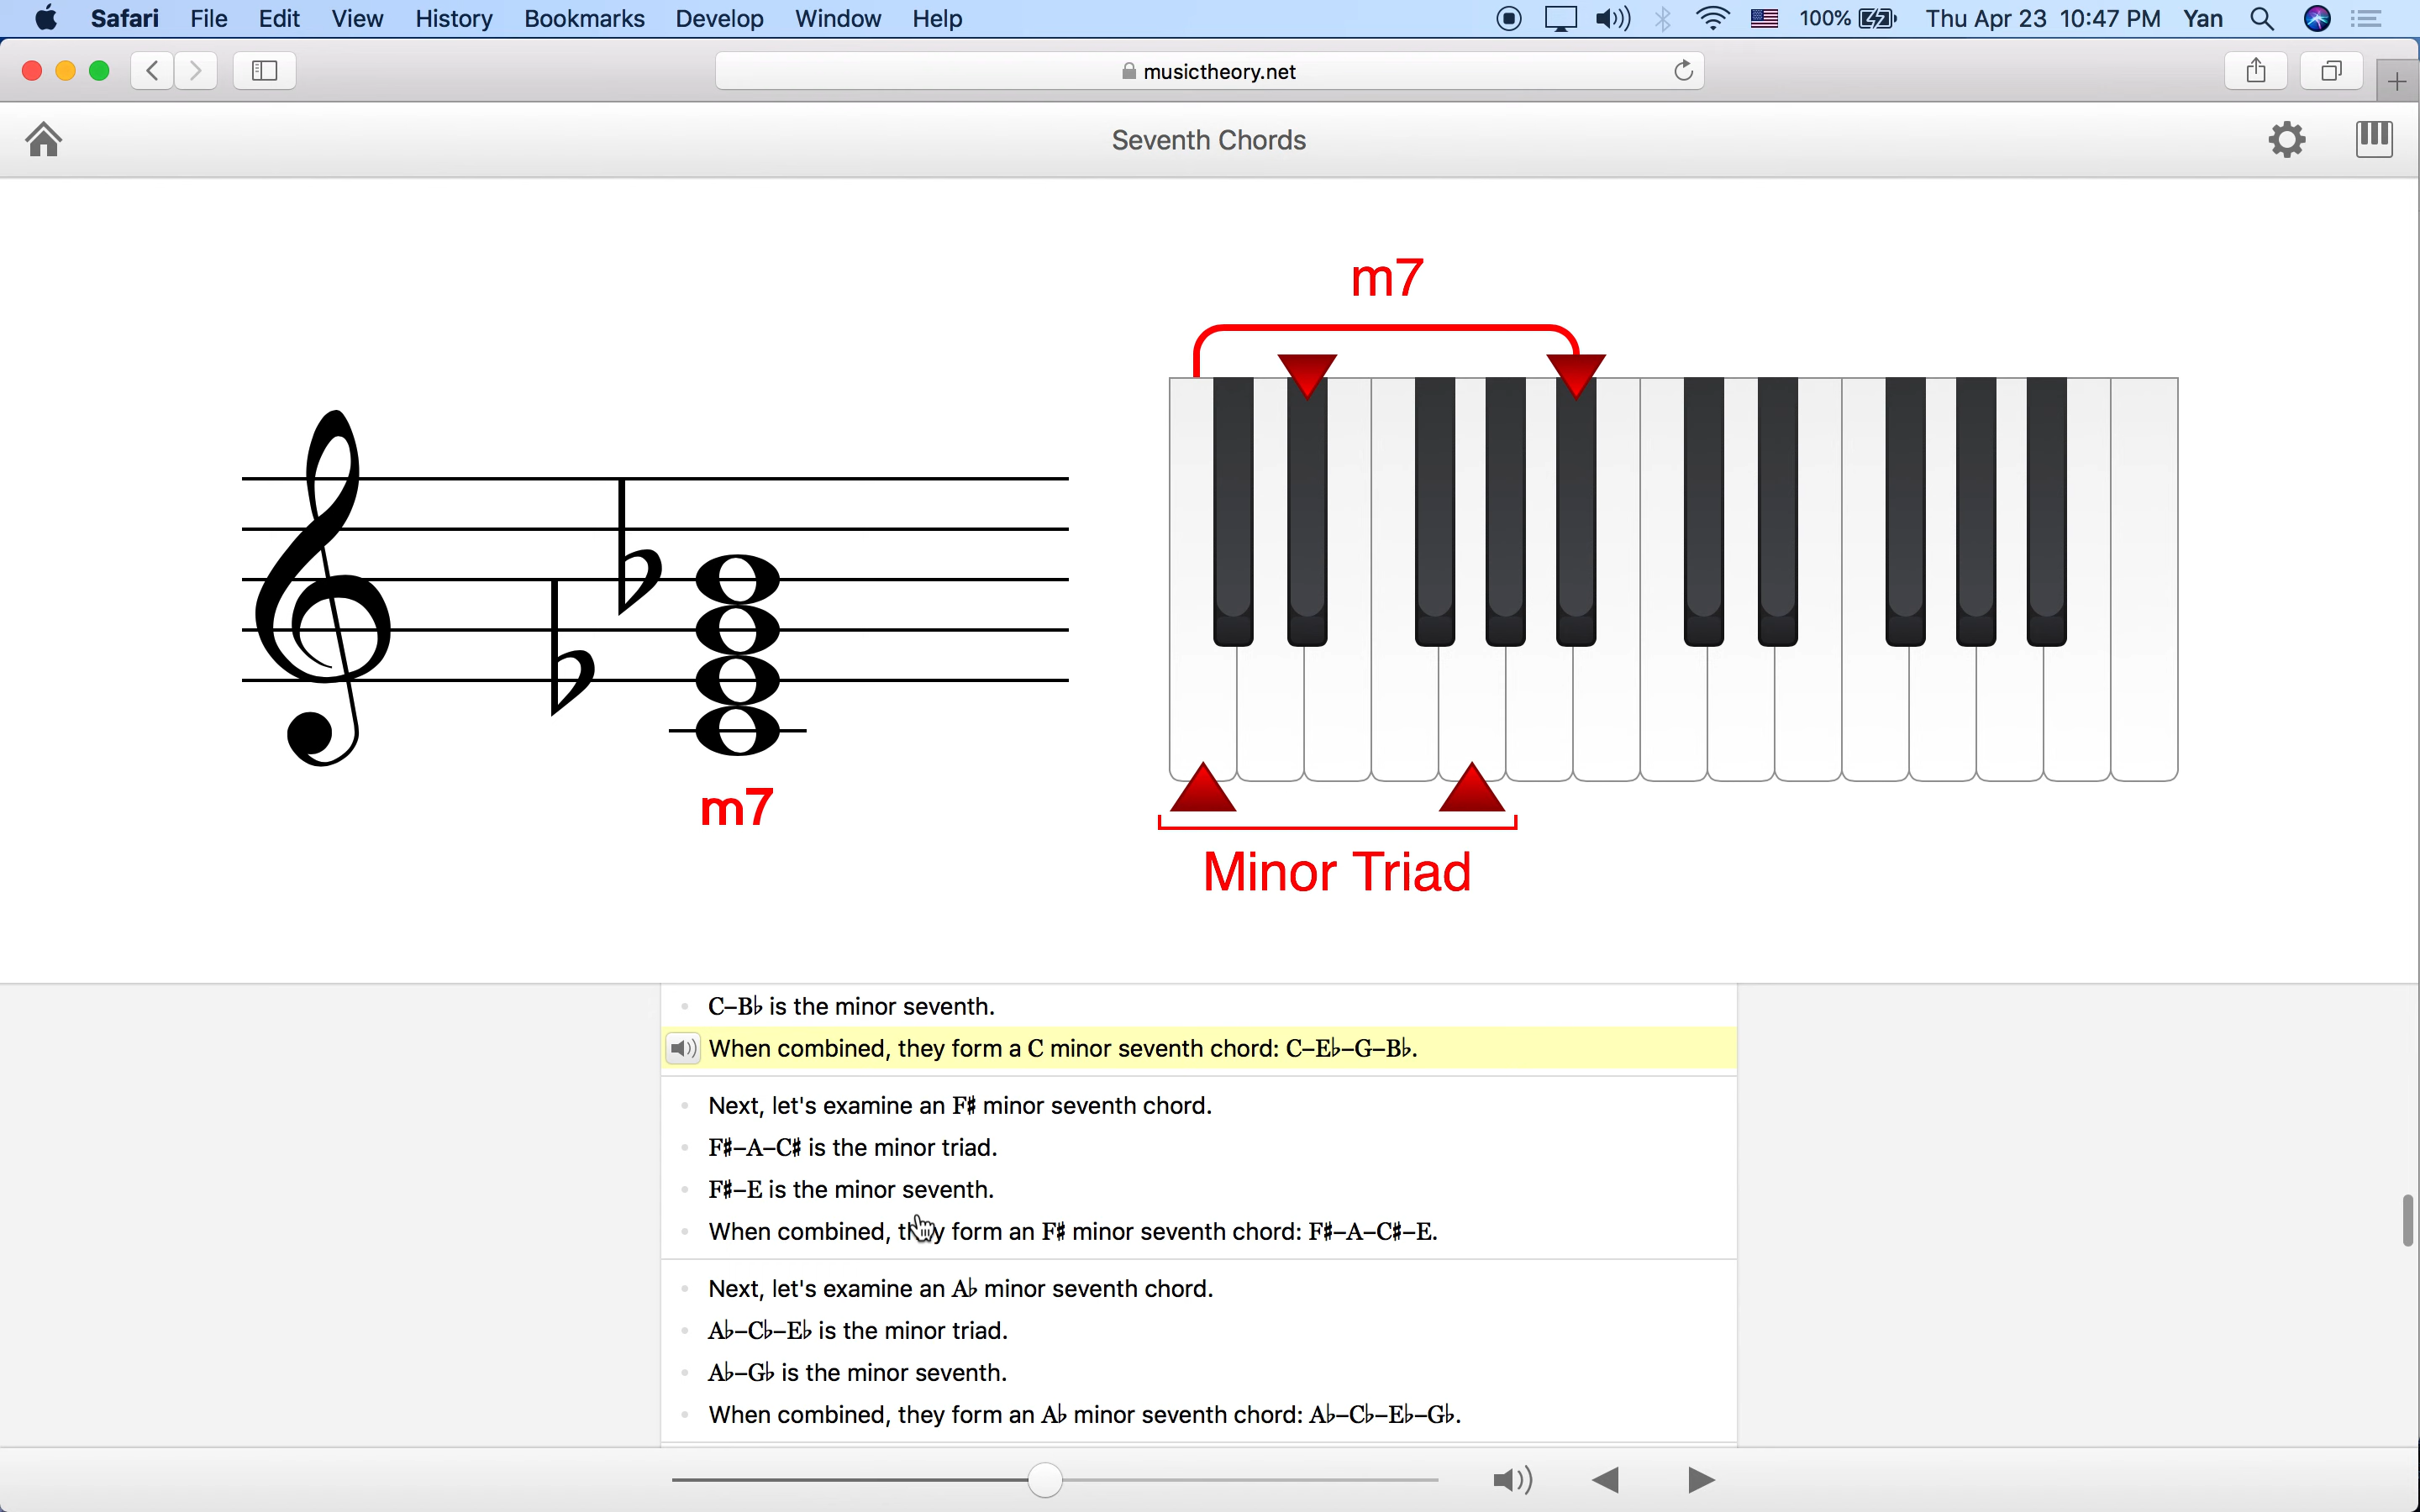 Safari File Edit View History Bookmarks Develop Window Help 100% Thu Apr 23 10:47 PM Yan
musictheory.net
Seventh Chords
m7
m7
Minor Triad
C–B♭ is the minor seventh.
When combined, they form a C minor seventh chord: C–E♭–G–B♭.
Next, let's examine an F♯ minor seventh chord.
F♯–A–C♯ is the minor triad.
F♯–E is the minor seventh.
When combined, they form an F♯ minor seventh chord: F♯–A–C♯–E.
Next, let's examine an A♭ minor seventh chord.
A♭–C♭–E♭ is the minor triad.
A♭–G♭ is the minor seventh.
When combined, they form an A♭ minor seventh chord: A♭–C♭–E♭–G♭.